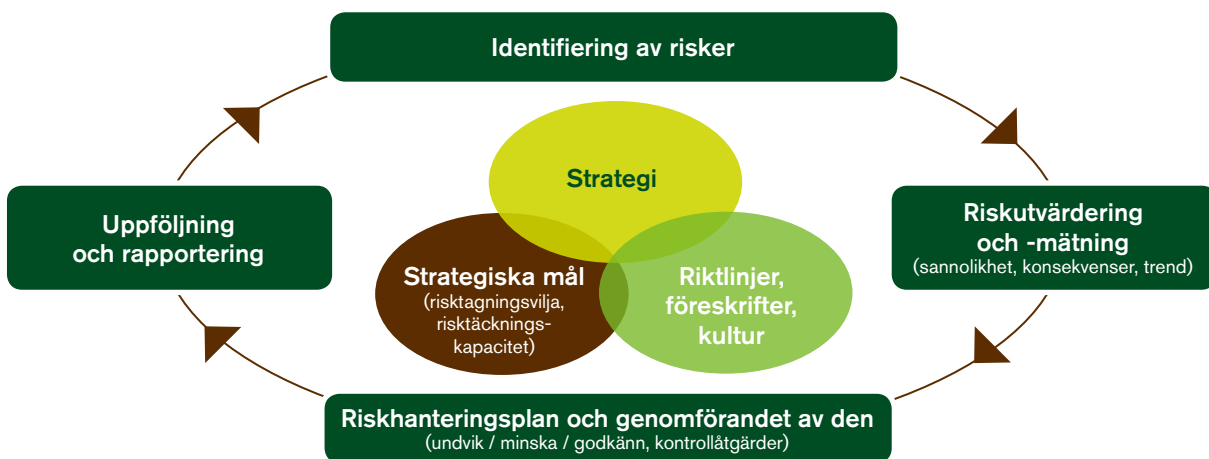 Identifiering av risker
Strategi
Uppföljning
och rapportering
Riskutvärdering
och -mätning
(sannolikhet, konsekvenser, trend)
Strategiska mål
(risktagningsvilja,
risktäcknings-
kapacitet)
Riktlinjer,
föreskrifter,
kultur
Riskhanteringsplan och genomförandet av den
(undvik / minska / godkänn, kontrollåtgärder)